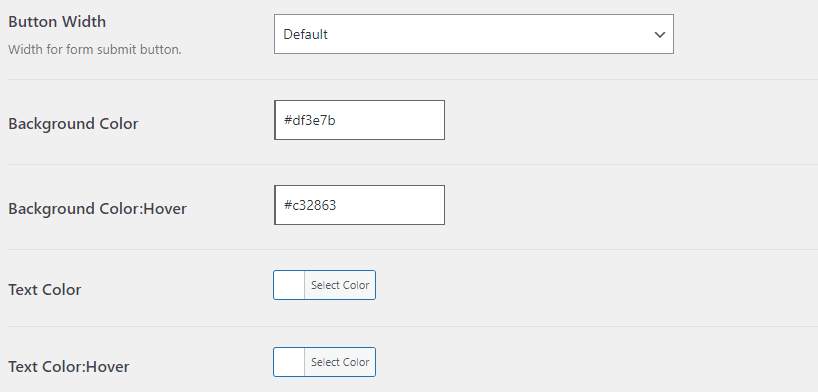 Button Width
Default
Width for form submit button.
Background Color
#df3e7b
Background Color:Hover
#c32863
Text Color
Select Color
Text Color:Hover
Select Color